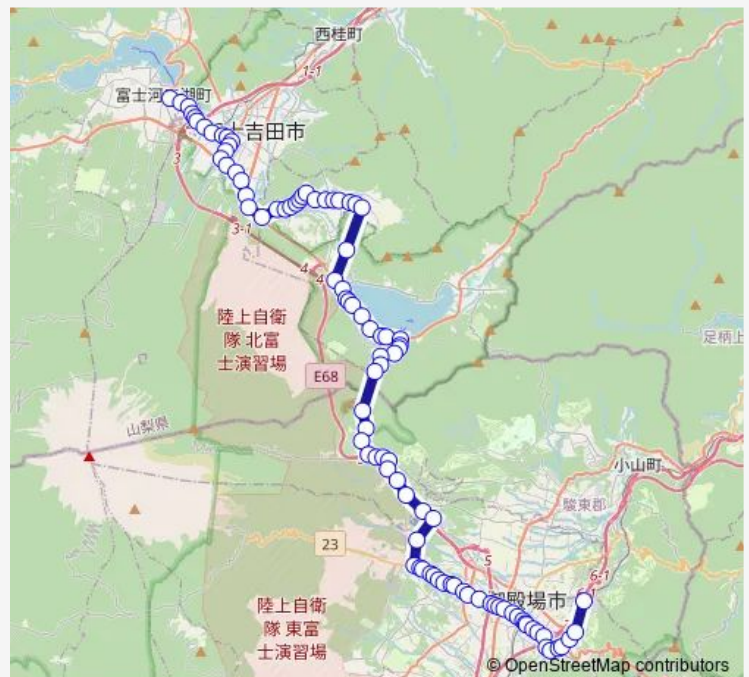 西桂町
1-1
富士河
湖町
士吉田市
3
3-1
4
4
陸上自衛
隊 北富
士演習場
足柄上
E68
山梨県
小山町
駿東郡
23
5
6-1
殿場市
陸上自衛
隊 東富
士演習場
© OpenStreetMap contributors